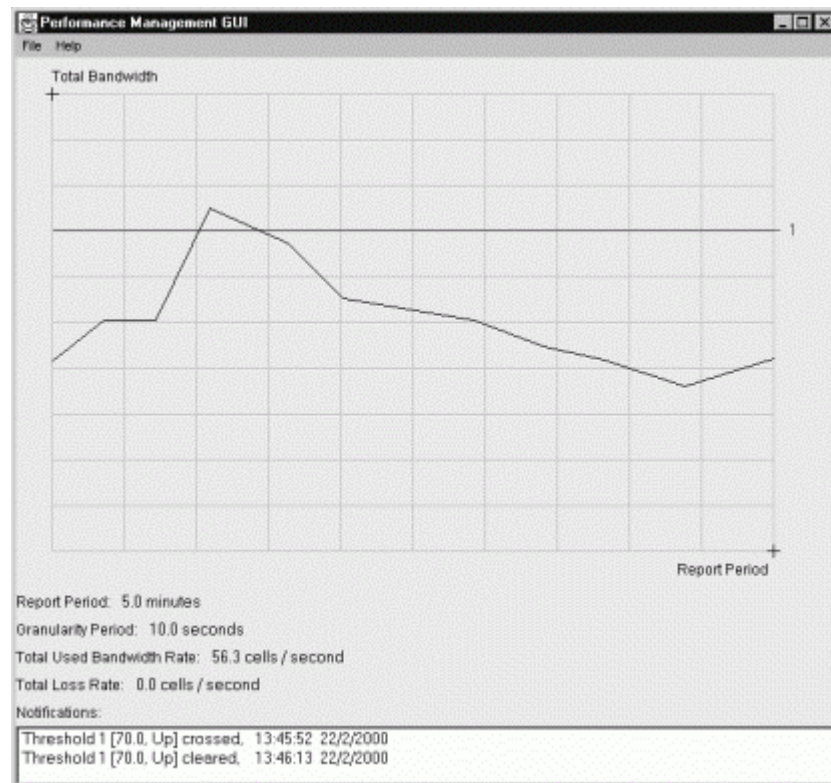 Performance Management GUI
File Help
Total Bandwidth
1
Report Period
Report Period: 5.0 minutes
Granularity Period: 10.0 seconds
Total Used Bandwidth Rate: 56.3 cells / second
Total Loss Rate: 0.0 cells / second
Notifications:
Threshold 1 [70.0, Up] crossed, 13:45:52 22/2/2000
Threshold 1 [70.0, Up] cleared, 13:46:13 22/2/2000